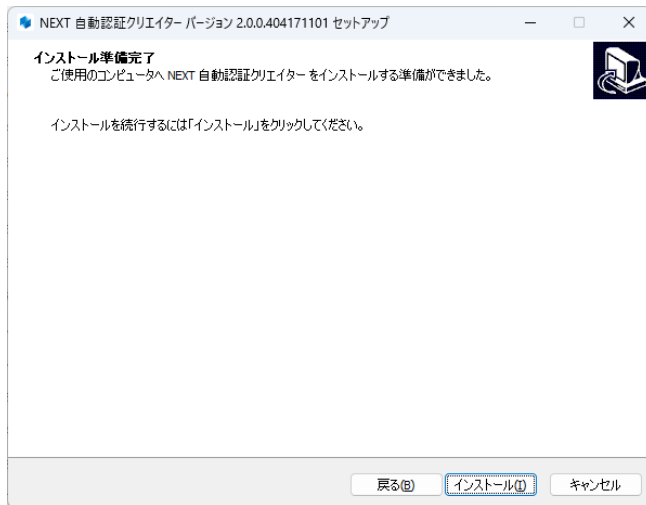 NEXT 自動認証クリエイター バージョン 2.0.0.404171101 セットアップ
インストール準備完了
ご使用のコンピュータへ NEXT 自動認証クリエイター をインストールする準備ができました。
インストールを続行するには「インストール」をクリックしてください。
戻る(B) インストール(I) キャンセル